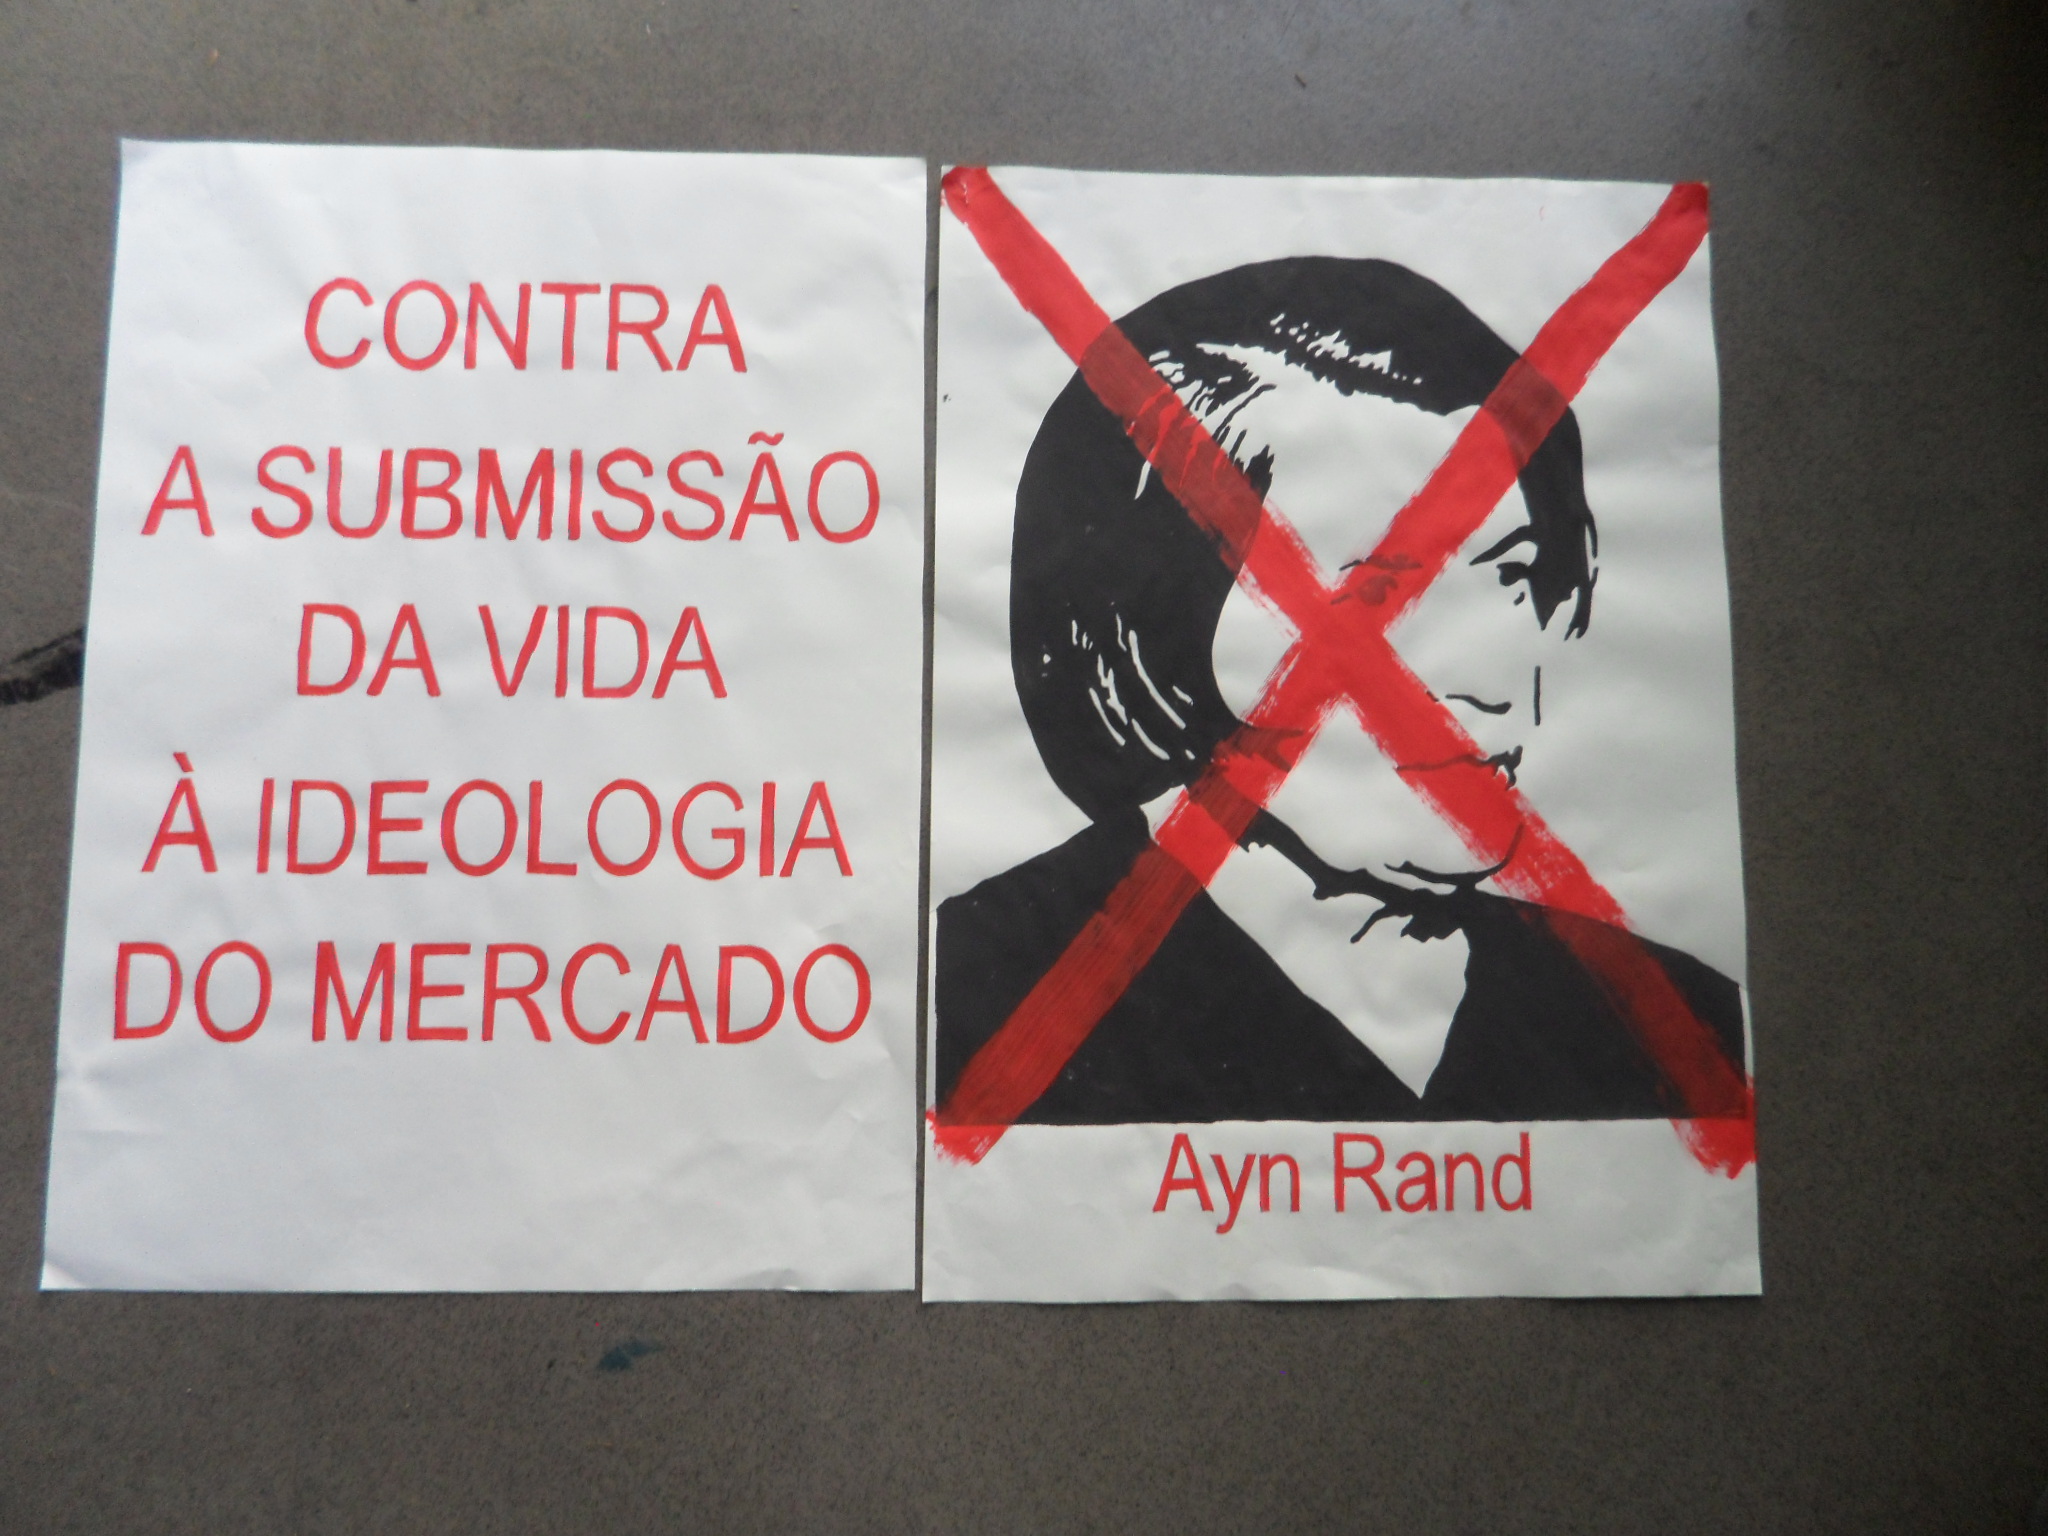 CONTRA
A SUBMISSÃO
DA VIDA
À IDEOLOGIA
DO MERCADO
Ayn Rand